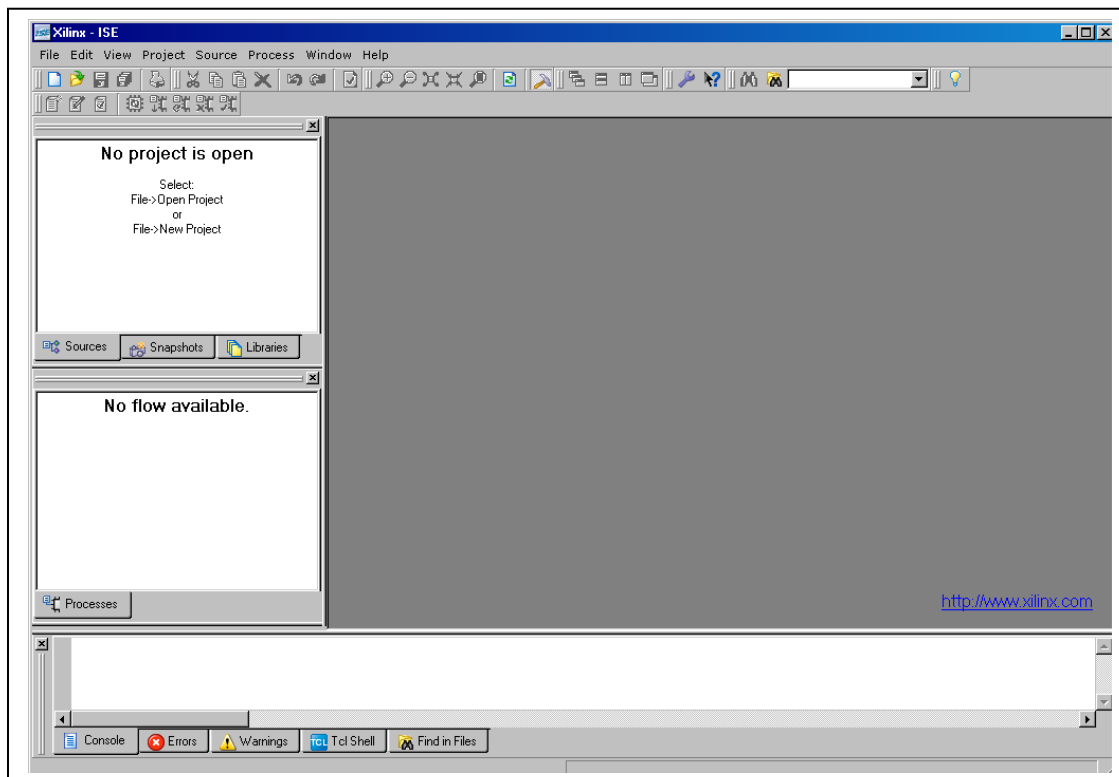 Xilinx - ISE
File Edit View Project Source Process Window Help
No project is open
Select:
File->Open Project
or
File->New Project
Sources Snapshots Libraries
No flow available.
Processes
http://www.xilinx.com
Console Errors Warnings TCL Tcl Shell Find in Files